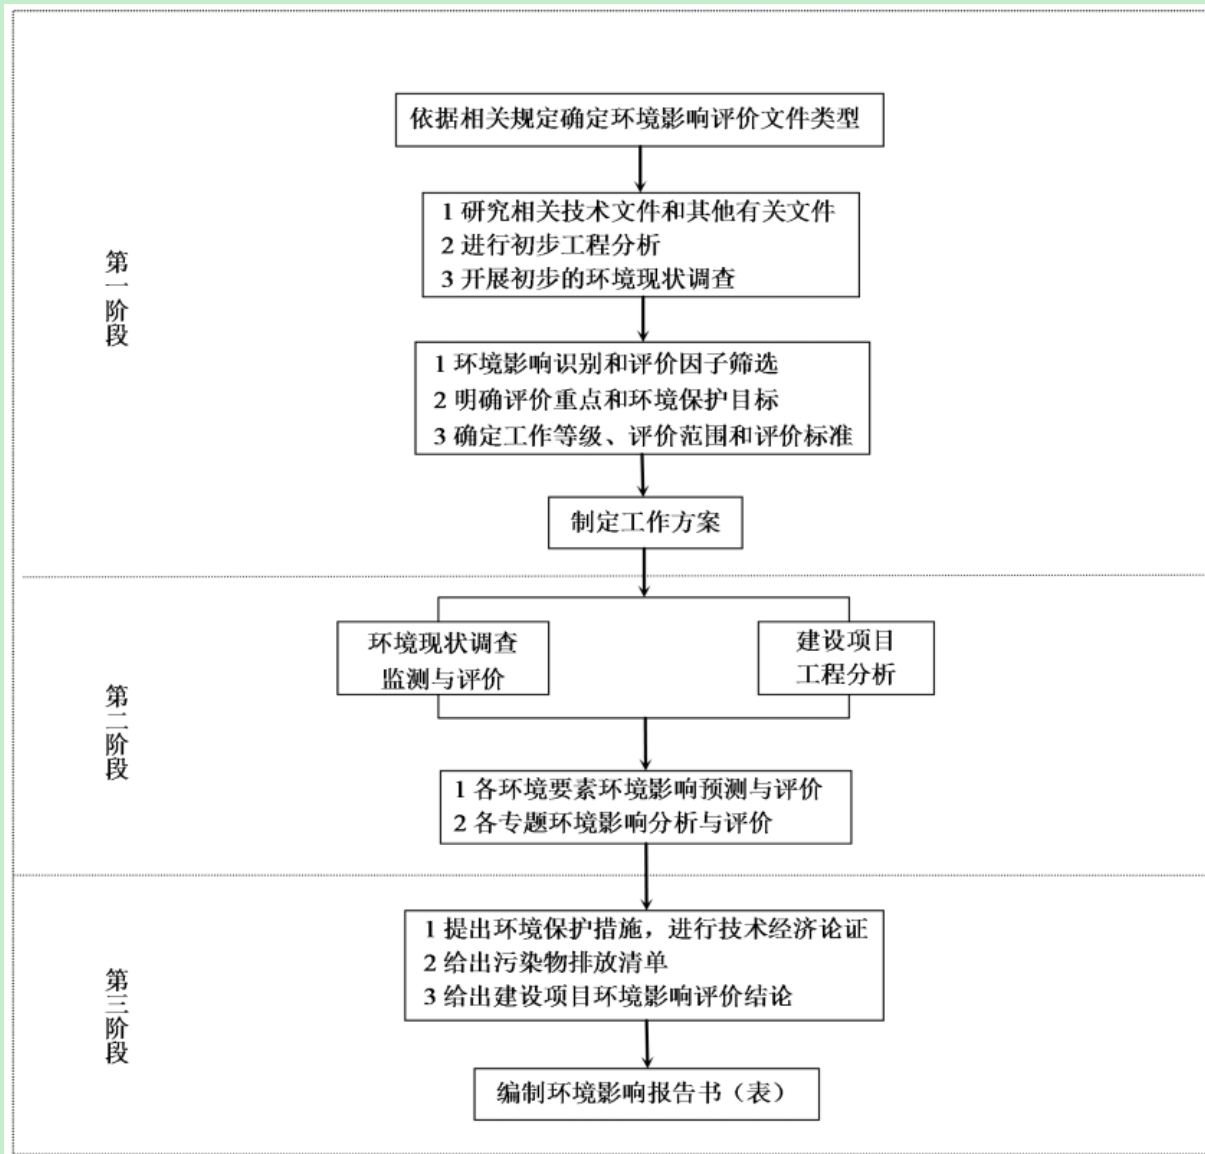 依据相关规定确定环境影响评价文件类型
1 研究相关技术文件和其他有关文件
2 进行初步工程分析
3 开展初步的环境现状调查
第一阶段
1 环境影响识别和评价因子筛选
2 明确评价重点和环境保护目标
3 确定工作等级、评价范围和评价标准
制定工作方案
环境现状调查
监测与评价
建设项目
工程分析
第二阶段
1 各环境要素环境影响预测与评价
2 各专题环境影响分析与评价
1 提出环境保护措施，进行技术经济论证
2 给出污染物排放清单
3 给出建设项目环境影响评价结论
第三阶段
编制环境影响报告书（表）